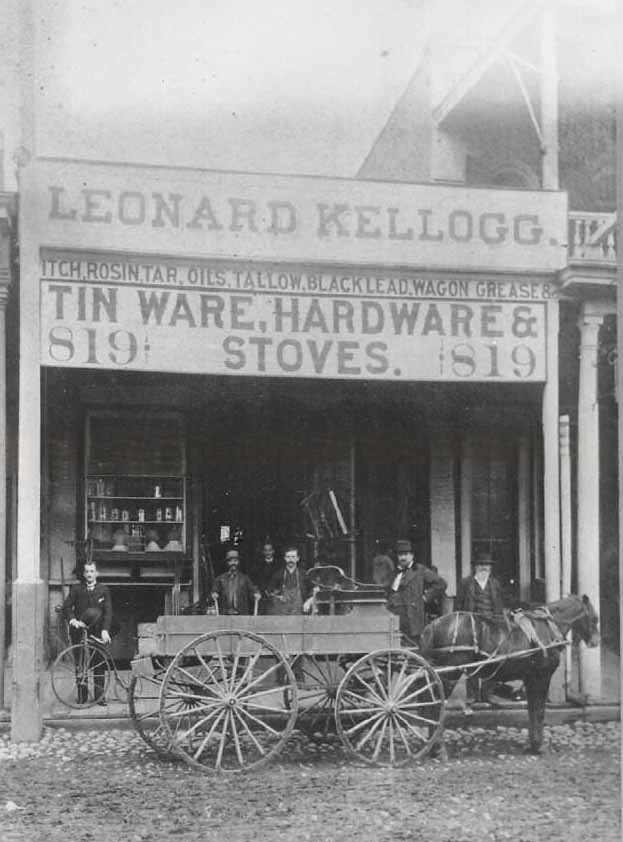 LEONARD KELLOGG.
ITCH, ROSIN, TAR, OILS, TALLOW, BLACK LEAD, WAGON GREASE &
TIN WARE, HARDWARE &
819 STOVES. 819